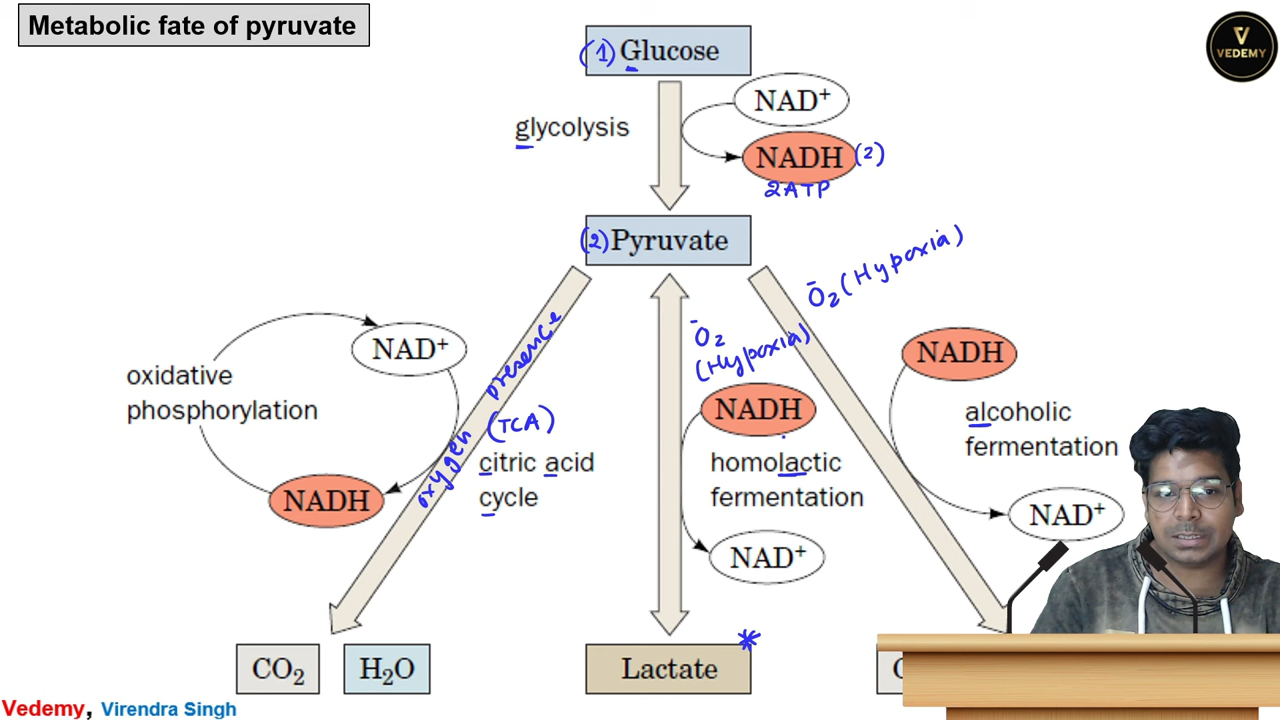 Metabolic fate of pyruvate
VEDEMY
(1) Glucose
NAD+
glycolysis
NADH (2)
2ATP
(2) Pyruvate
Ō2 (Hypoxia)
oxygen presence
Ō2
(Hypoxia)
NAD+
NADH
oxidative
phosphorylation
(TCA)
NADH
alcoholic
fermentation
citric acid
cycle
homolactic
fermentation
NADH
NAD+
NAD+
CO2
H2O
Lactate *
Vedemy, Virendra Singh